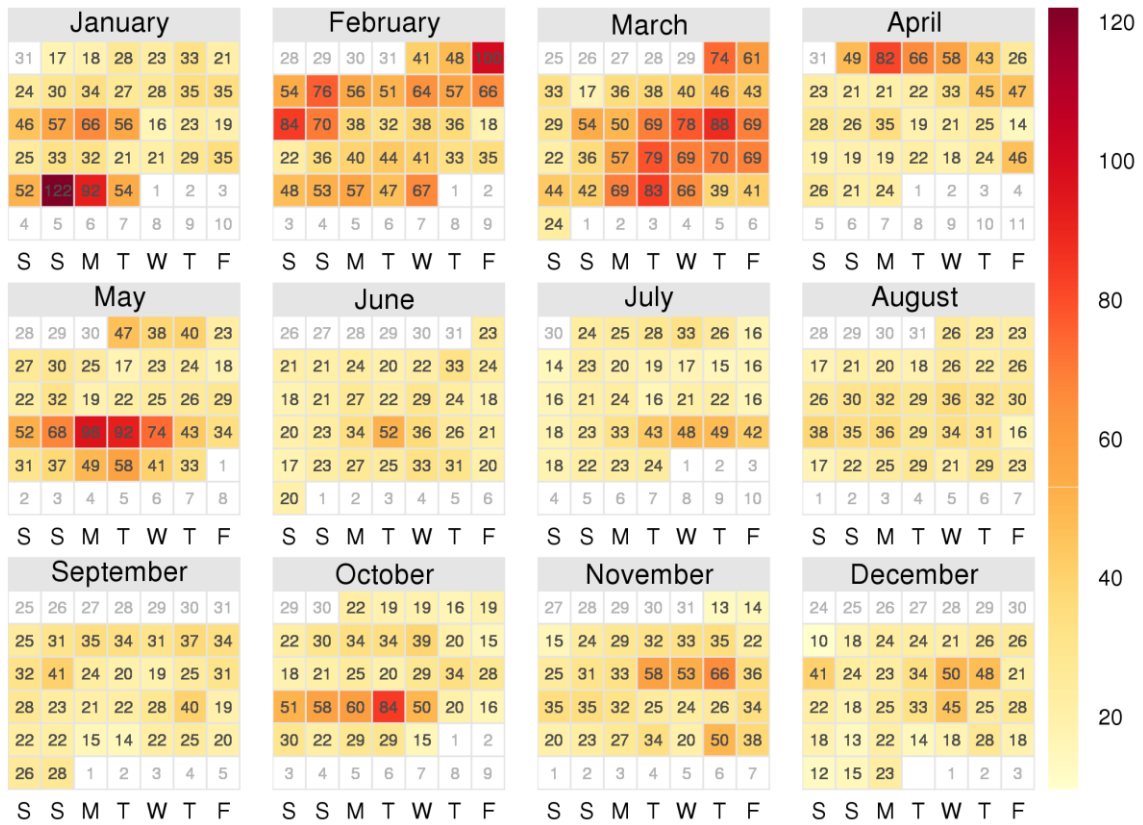 January February March April 120
31 17 18 28 23 33 21 28 29 30 31 41 48 100 25 26 27 28 29 74 61 31 49 82 66 58 43 26
24 30 34 27 28 35 35 54 76 56 51 64 57 66 33 17 36 38 40 46 43 23 21 21 22 33 45 47
46 57 66 56 16 23 19 84 70 38 32 38 36 18 29 54 50 69 78 88 69 28 26 35 19 21 25 14
100
25 33 32 21 21 29 35 22 36 40 44 41 33 35 22 36 57 79 69 70 69 19 19 19 22 18 24 46
52 122 92 54 1 2 3 48 53 57 47 67 1 2 44 42 69 83 66 39 41 26 21 24 1 2 3 4
4 5 6 7 8 9 10 3 4 5 6 7 8 9 24 1 2 3 4 5 6 5 6 7 8 9 10 11
S S M T W T F S S M T W T F S S M T W T F S S M T W T F
May June July August 80
28 29 30 47 38 40 23 26 27 28 29 30 31 23 30 24 25 28 33 26 16 28 29 30 31 26 23 23
27 30 25 17 23 24 18 21 21 24 20 22 33 24 14 23 20 19 17 15 16 17 21 20 18 26 22 26
22 32 19 22 25 26 29 18 21 27 22 29 24 18 16 21 24 16 21 22 16 26 30 32 29 36 32 30
52 68 96 92 74 43 34 20 23 34 52 36 26 21 18 23 33 43 48 49 42 38 35 36 29 34 31 16
60
31 37 49 58 41 33 1 17 23 27 25 33 31 20 18 22 23 24 1 2 3 17 22 25 29 21 29 23
2 3 4 5 6 7 8 20 1 2 3 4 5 6 4 5 6 7 8 9 10 1 2 3 4 5 6 7
S S M T W T F S S M T W T F S S M T W T F S S M T W T F
September October November December 40
25 26 27 28 29 30 31 29 30 22 19 19 16 19 27 28 29 30 31 13 14 24 25 26 27 28 29 30
25 31 35 34 31 37 34 22 30 34 34 39 20 15 15 24 29 32 33 35 22 10 18 24 24 21 26 26
32 41 24 20 19 25 31 18 21 25 20 29 34 28 25 31 33 58 53 66 36 41 24 23 34 50 48 21
28 23 21 22 28 40 19 51 58 60 84 50 20 16 35 35 32 25 24 26 34 22 18 25 33 45 25 28
20
22 22 15 14 22 25 20 30 22 29 29 15 1 2 20 23 27 34 20 50 38 18 13 22 14 18 28 18
26 28 1 2 3 4 5 3 4 5 6 7 8 9 1 2 3 4 5 6 7 12 15 23 1 2 3
S S M T W T F S S M T W T F S S M T W T F S S M T W T F